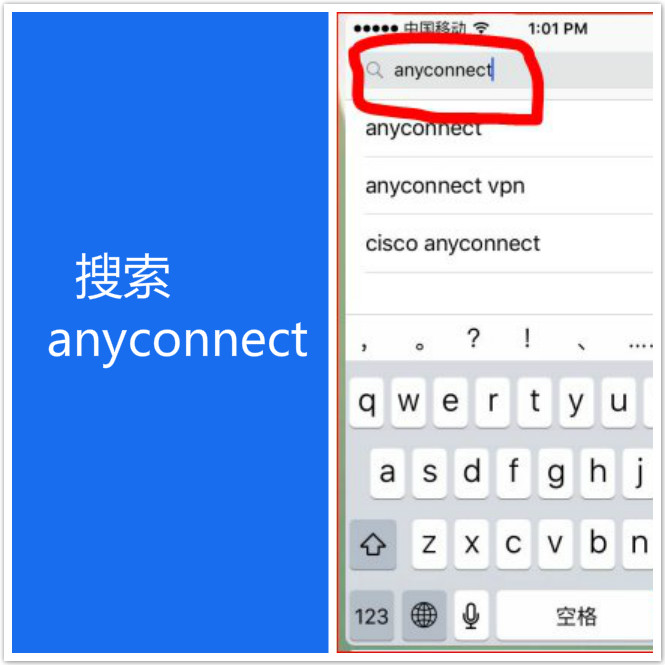 搜索
anyconnect
中国移动 1:01 PM
anyconnect
anyconnect
anyconnect vpn
cisco anyconnect
， 。 ? ! 、 ....
q w e r t y u
a s d f g h j
z x c v b n
123 空格